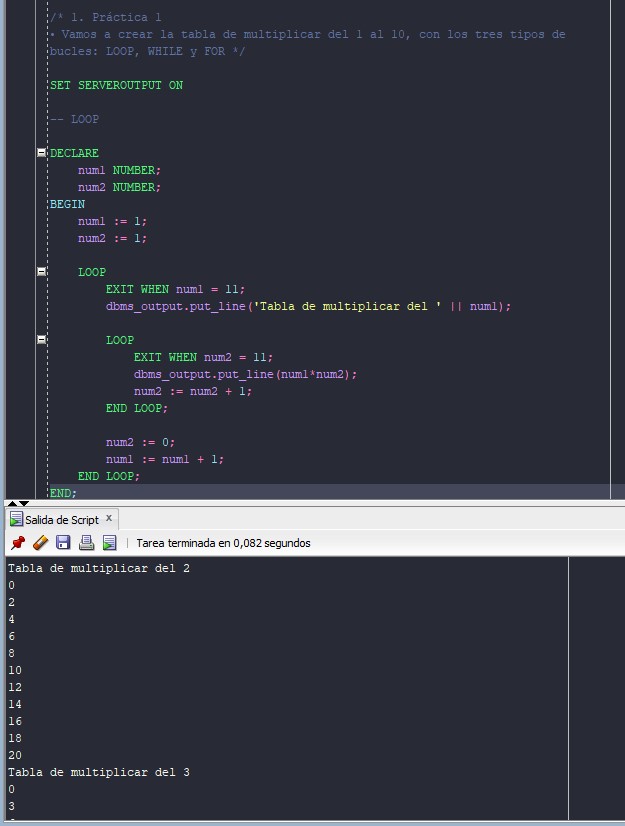 /* 1. Práctica 1
• Vamos a crear la tabla de multiplicar del 1 al 10, con los tres tipos de
bucles: LOOP, WHILE y FOR */
SET SERVEROUTPUT ON
-- LOOP
DECLARE
num1 NUMBER;
num2 NUMBER;
BEGIN
num1 := 1;
num2 := 1;
LOOP
EXIT WHEN num1 = 11;
dbms_output.put_line('Tabla de multiplicar del ' || num1);
LOOP
EXIT WHEN num2 = 11;
dbms_output.put_line(num1*num2);
num2 := num2 + 1;
END LOOP;
num2 := 0;
num1 := num1 + 1;
END LOOP;
END;
Salida de Script x
Tarea terminada en 0,082 segundos
Tabla de multiplicar del 2
0
2
4
6
8
10
12
14
16
18
20
Tabla de multiplicar del 3
0
3